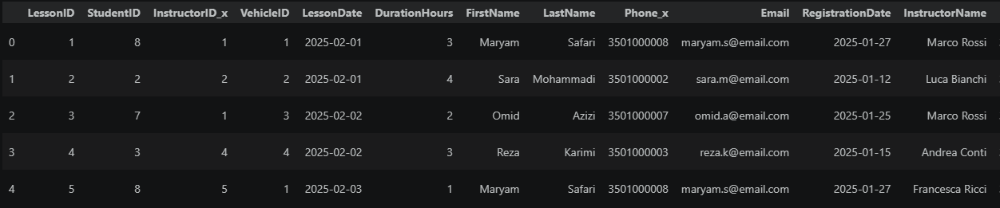 LessonID StudentID InstructorID_x VehicleID LessonDate DurationHours FirstName LastName Phone_x Email RegistrationDate InstructorName
0 1 8 1 1 2025-02-01 3 Maryam Safari 3501000008 maryam.s@email.com 2025-01-27 Marco Rossi
1 2 2 2 2 2025-02-01 4 Sara Mohammadi 3501000002 sara.m@email.com 2025-01-12 Luca Bianchi
2 3 7 1 3 2025-02-02 2 Omid Azizi 3501000007 omid.a@email.com 2025-01-25 Marco Rossi
3 4 3 4 4 2025-02-02 3 Reza Karimi 3501000003 reza.k@email.com 2025-01-15 Andrea Conti
4 5 8 5 1 2025-02-03 1 Maryam Safari 3501000008 maryam.s@email.com 2025-01-27 Francesca Ricci